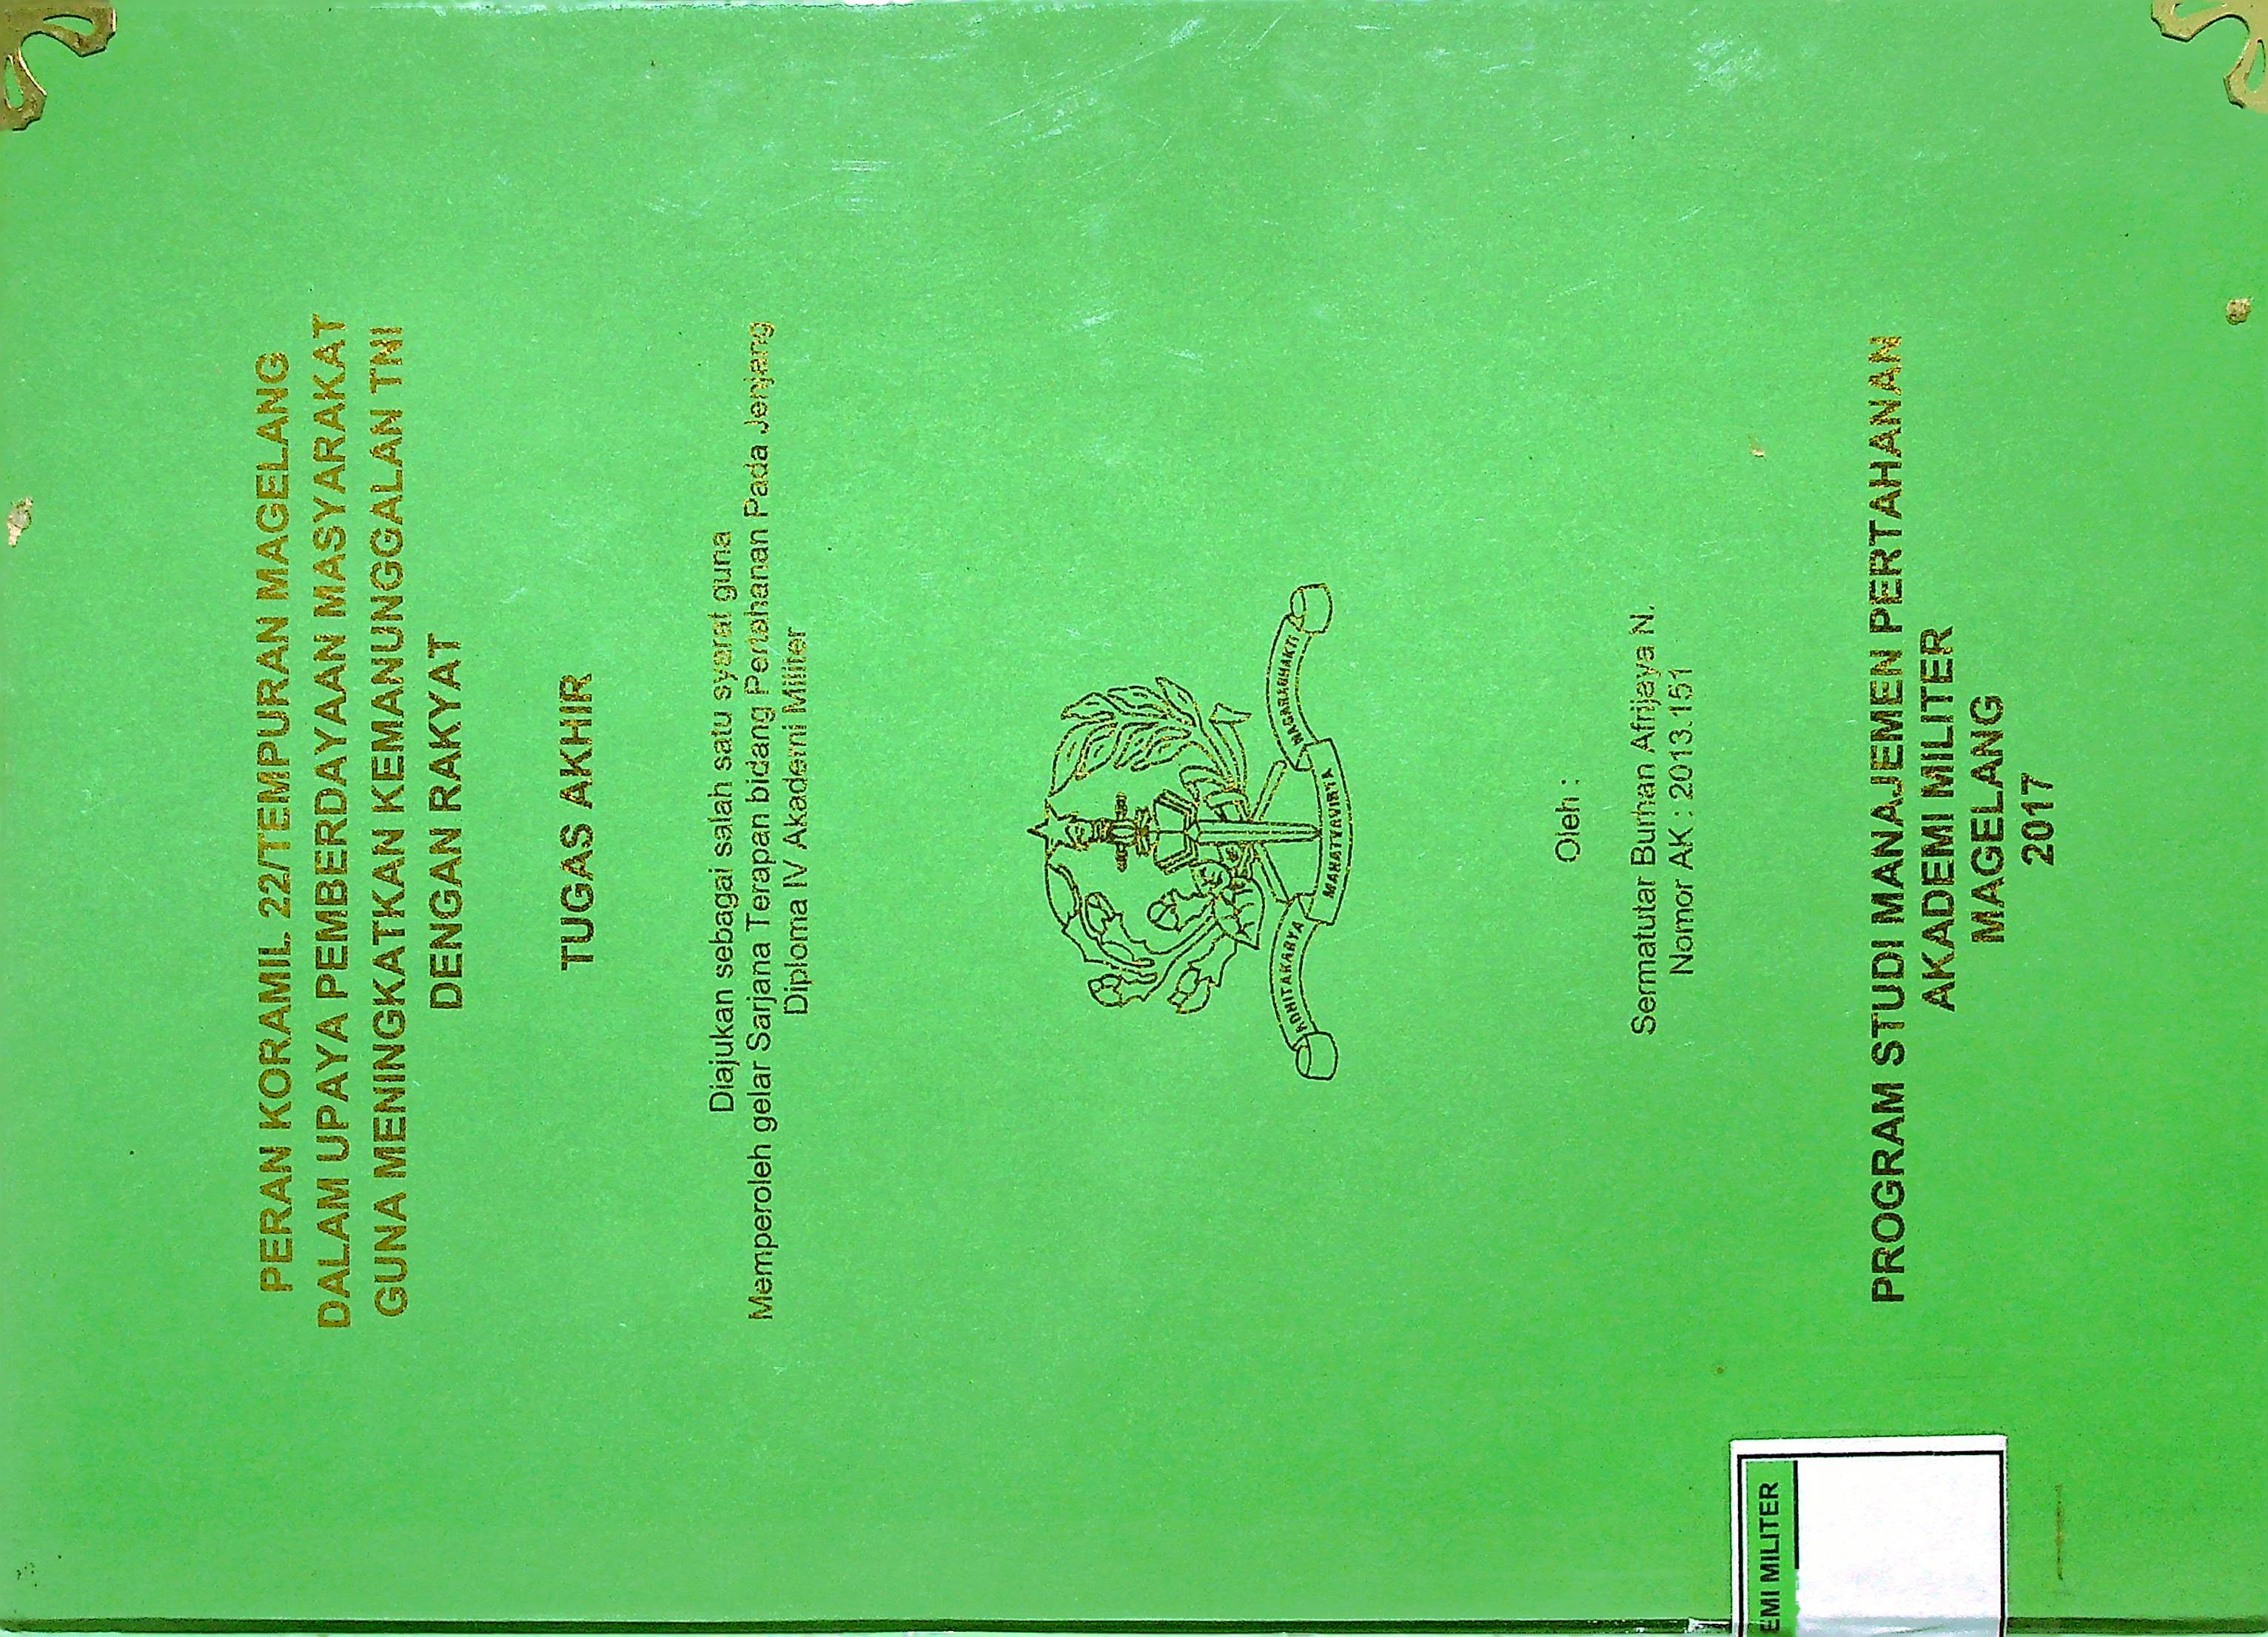 PERAN KORAMIL 22/TEMPURAN MAGELANG
DALAM UPAYA PEMBERDAYAAN MASYARAKAT
GUNA MENINGKATKAN KEMANUNGGALAN TNI
DENGAN RAKYAT
TUGAS AKHIR
Diajukan sebagai salah satu syarat guna
Memperoleh gelar Sarjana Terapan bidang Pertahanan Pada Jenjang
Diploma IV Akademi Militer
ADHITAKARYA MAHATVAVIRYA NAGARABHAKTI
Oleh :
Sermatutar Burhan Afrijaya N.
Nomor AK : 2013.151
PROGRAM STUDI MANAJEMEN PERTAHANAN
AKADEMI MILITER
MAGELANG
2017
EMI MILITER